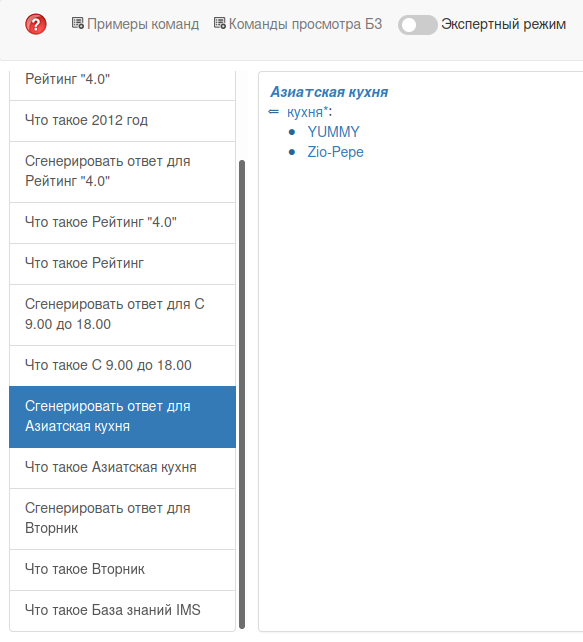 Примеры команд Команды просмотра БЗ Экспертный режим
Рейтинг "4.0"
Что такое 2012 год
Сгенерировать ответ для
Рейтинг "4.0"
Что такое Рейтинг "4.0"
Что такое Рейтинг
Сгенерировать ответ для С
9.00 до 18.00
Что такое С 9.00 до 18.00
Сгенерировать ответ для
Азиатская кухня
Что такое Азиатская кухня
Сгенерировать ответ для
Вторник
Что такое Вторник
Что такое База знаний IMS
Азиатская кухня
⇐ кухня*:
● YUMMY
● Zio-Pepe